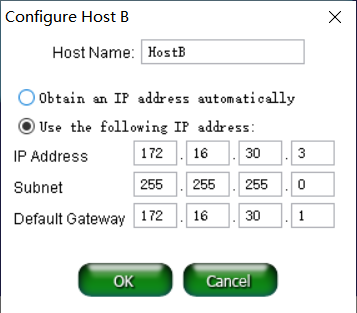 Configure Host B
Host Name: HostB
Obtain an IP address automatically
Use the following IP address:
IP Address 172 . 16 . 30 . 3
Subnet 255 . 255 . 255 . 0
Default Gateway 172 . 16 . 30 . 1
OK Cancel